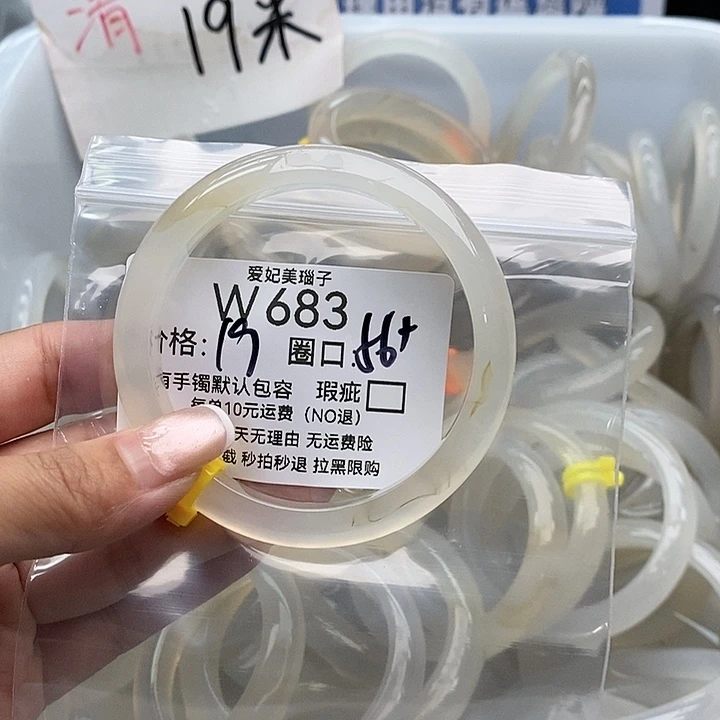 清 19米
爱妃美瑙子
W683
价格:19 圈口:56+
有手镯默认包容 瑕疵
每单10元运费（NO退）
天无理由 无运费险
截 秒拍秒退 拉黑限购